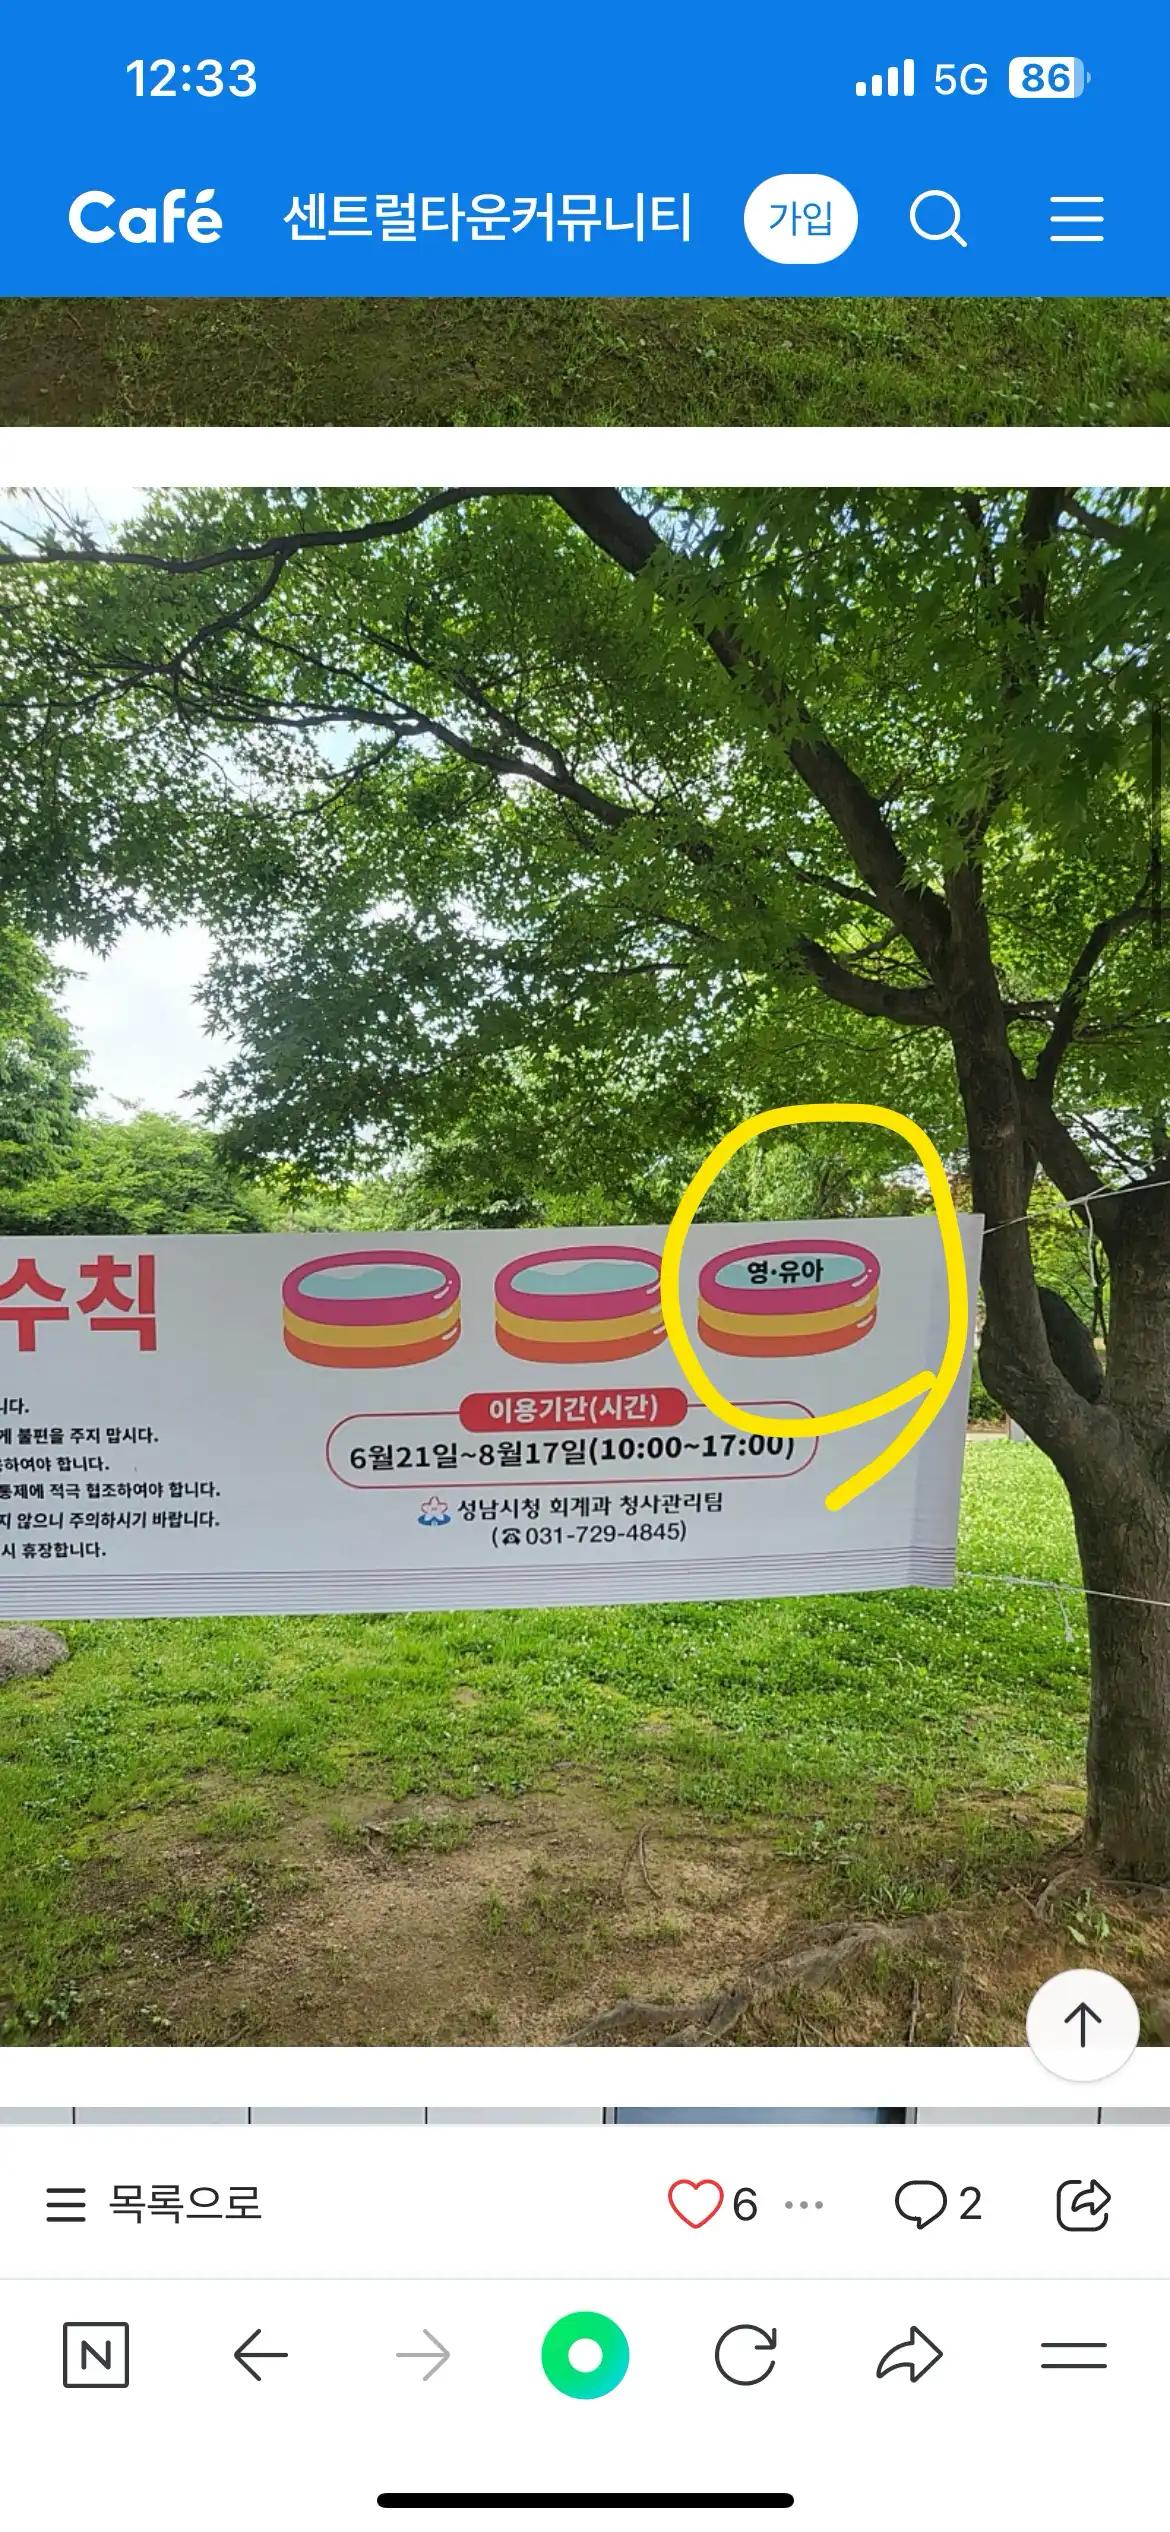 12:33
5G 86
Café 센트럴타운커뮤니티 가입
수칙
영·유아
니다.
게 불편을 주지 맙시다.
하여야 합니다.
통제에 적극 협조하여야 합니다.
지 않으니 주의하시기 바랍니다.
시 휴장합니다.
이용기간(시간)
6월21일~8월17일(10:00~17:00)
성남시청 회계과 청사관리팀
(☎031-729-4845)
목록으로
6
2
N